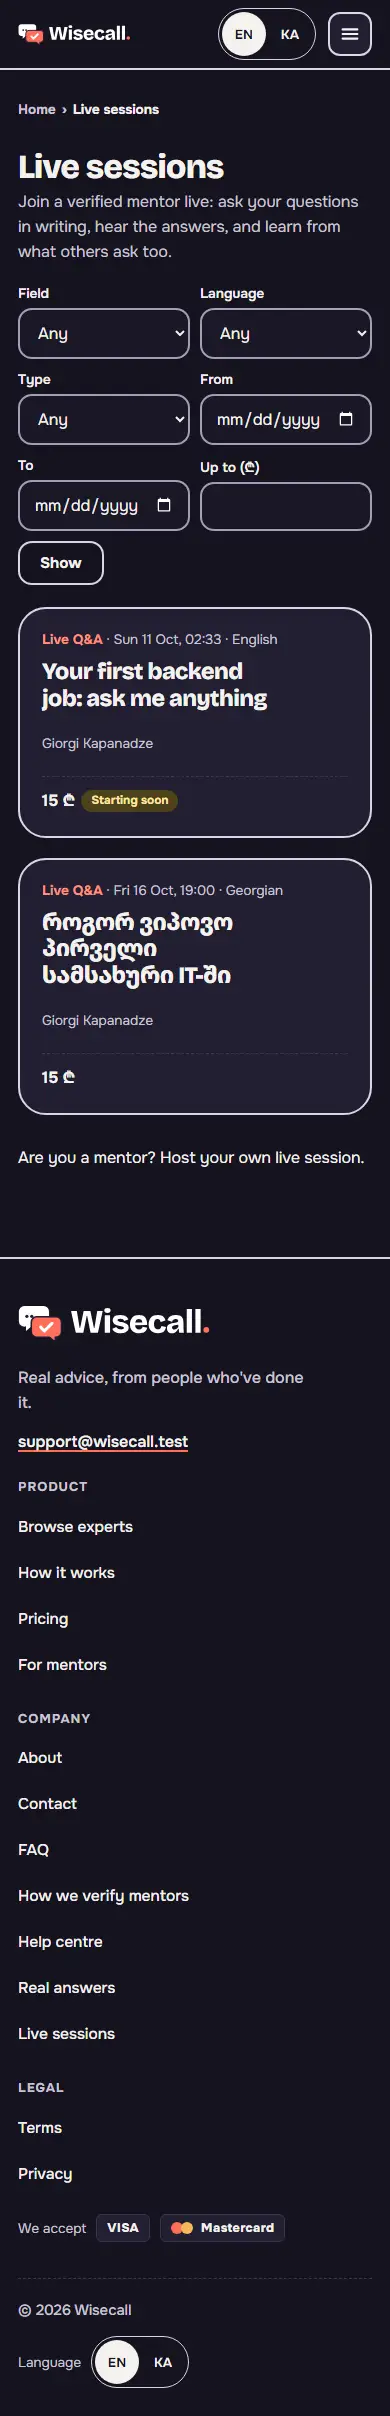 Wisecall.
EN KA
Home › Live sessions
Live sessions
Join a verified mentor live: ask your questions
in writing, hear the answers, and learn from
what others ask too.
Field Language
Any Any
Type From
Any mm/dd/yyyy
To Up to (₾)
mm/dd/yyyy
Show
Live Q&A · Sun 11 Oct, 02:33 · English
Your first backend
job: ask me anything
Giorgi Kapanadze
15 ₾ Starting soon
Live Q&A · Fri 16 Oct, 19:00 · Georgian
როგორ ვიპოვო
პირველი
სამსახური IT-ში
Giorgi Kapanadze
15 ₾
Are you a mentor? Host your own live session.
Wisecall.
Real advice, from people who've done
it.
support@wisecall.test
PRODUCT
Browse experts
How it works
Pricing
For mentors
COMPANY
About
Contact
FAQ
How we verify mentors
Help centre
Real answers
Live sessions
LEGAL
Terms
Privacy
We accept VISA Mastercard
© 2026 Wisecall
Language EN KA